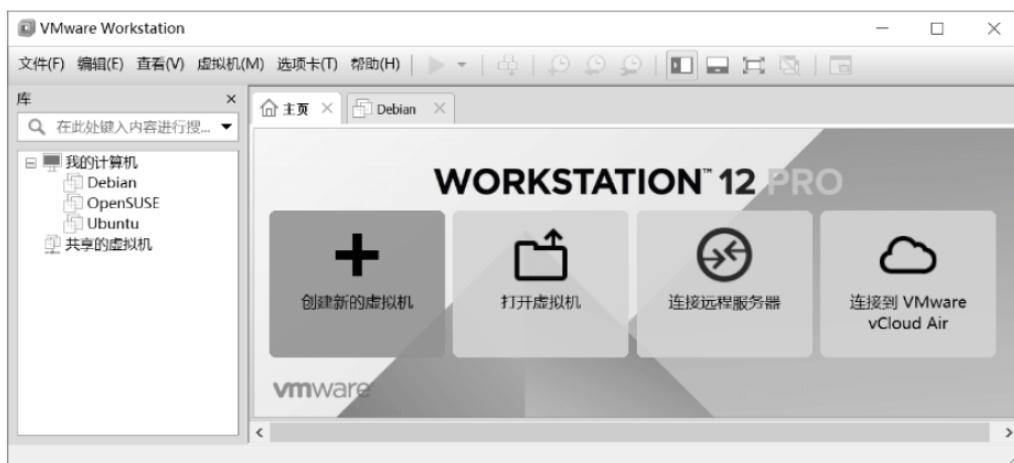 VMware Workstation
文件(F) 编辑(E) 查看(V) 虚拟机(M) 选项卡(T) 帮助(H)
库
在此处键入内容进行搜...
我的计算机
Debian
OpenSUSE
Ubuntu
共享的虚拟机
主页
Debian
WORKSTATION™ 12 PRO
创建新的虚拟机
打开虚拟机
连接远程服务器
连接到 VMware
vCloud Air
vmware